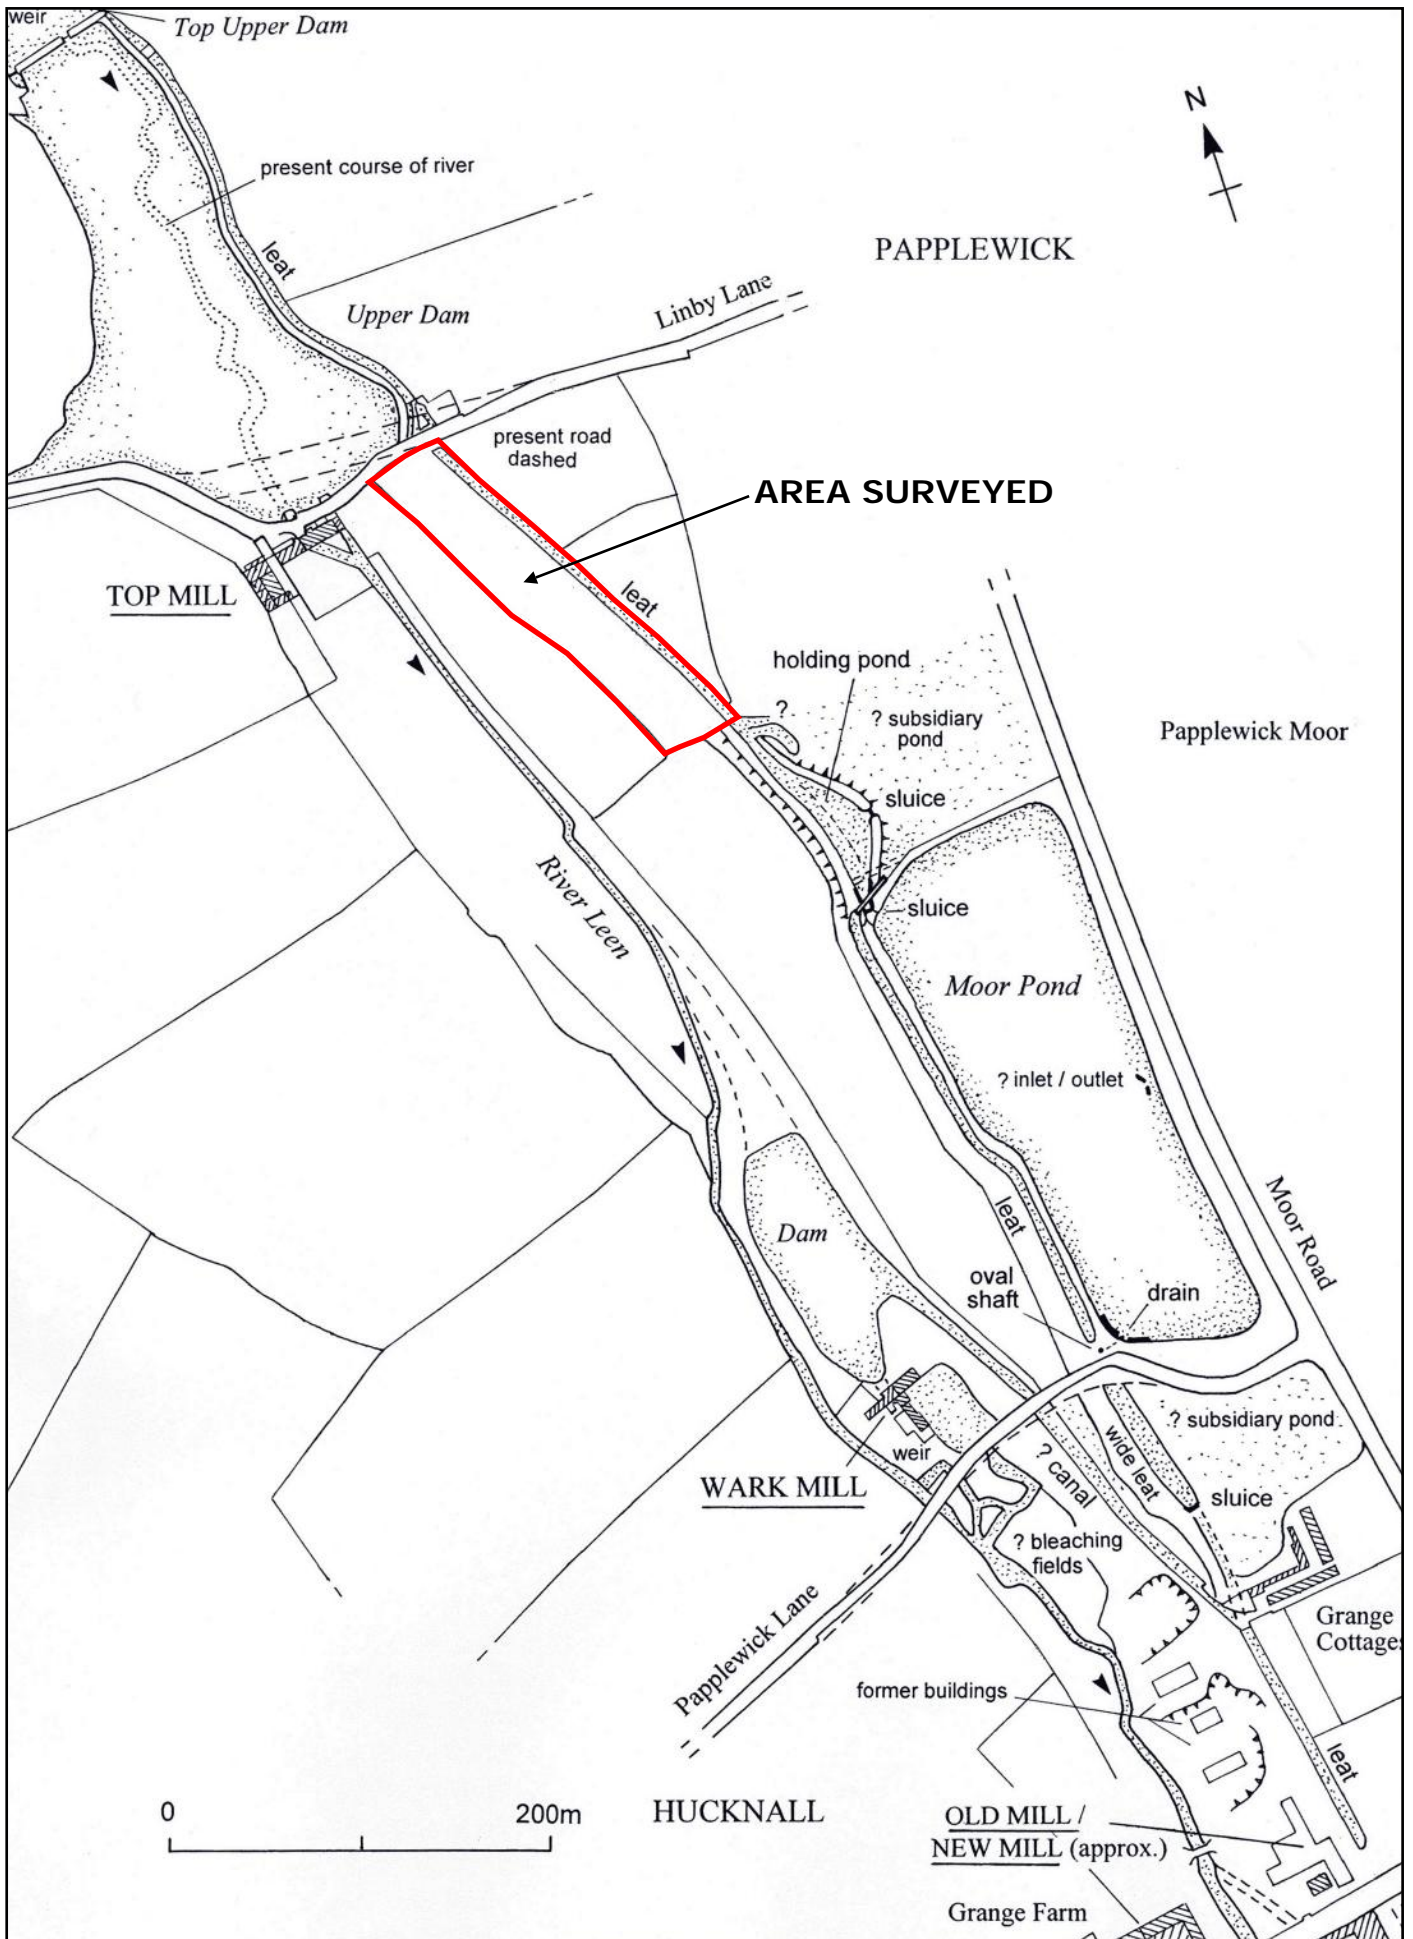 weir
Top Upper Dam
N
present course of river
PAPPLEWICK
leat
Linby Lane
Upper Dam
present road
dashed
AREA SURVEYED
TOP MILL
leat
holding pond
?
? subsidiary
pond
Papplewick Moor
sluice
River Leen
sluice
Moor Pond
? inlet / outlet
Moor Road
leat
Dam
oval
shaft
drain
? subsidiary pond
wide leat
weir
? canal
WARK MILL
sluice
? bleaching
fields
Papplewick Lane
Grange
Cottages
former buildings
leat
0
200m
HUCKNALL
OLD MILL /
NEW MILL (approx.)
Grange Farm